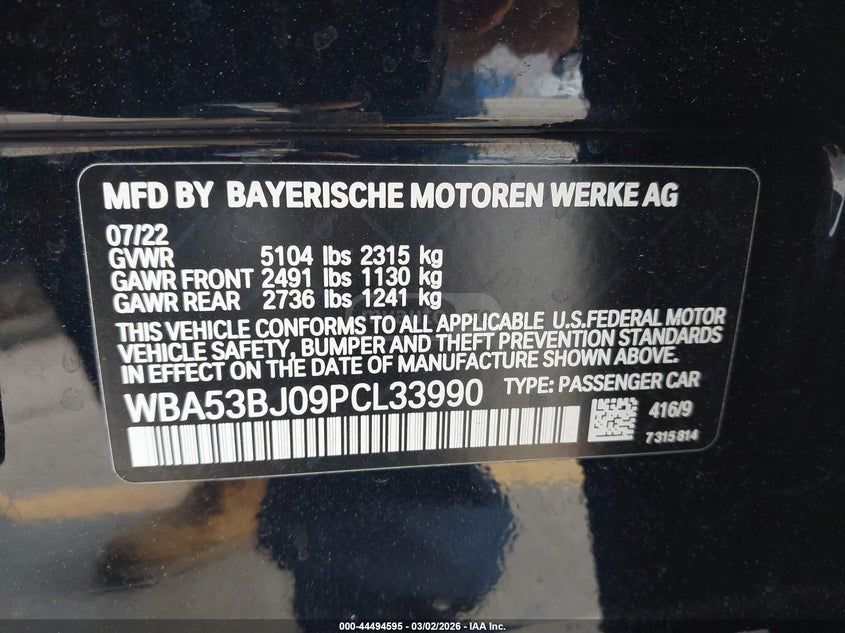 MFD BY BAYERISCHE MOTOREN WERKE AG
07/22
GVWR 5104 lbs 2315 kg
GAWR FRONT 2491 lbs 1130 kg
GAWR REAR 2736 lbs 1241 kg
THIS VEHICLE CONFORMS TO ALL APPLICABLE U.S.FEDERAL MOTOR
VEHICLE SAFETY, BUMPER AND THEFT PREVENTION STANDARDS
IN EFFECT ON THE DATE OF MANUFACTURE SHOWN ABOVE.
WBA53BJ09PCL33990 TYPE: PASSENGER CAR
416/9
7315814
myauto
000-44494595 - 03/02/2026 - IAA Inc.